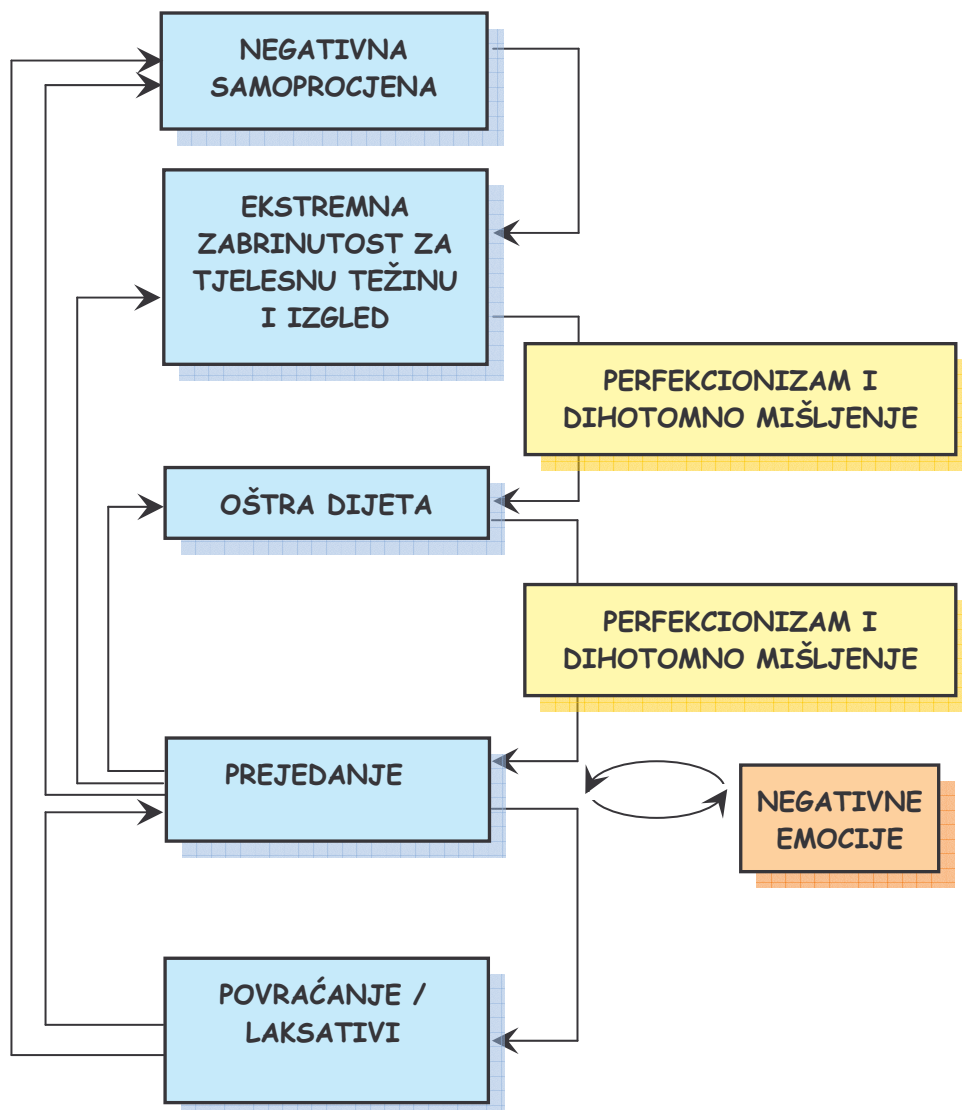 NEGATIVNA
SAMOPROCJENA
EKSTREMNA
ZABRINUTOST ZA
TJELESNU TEŽINU
I IZGLED
PERFEKCIONIZAM I
DIHOTOMNO MIŠLJENJE
OŠTRA DIJETA
PERFEKCIONIZAM I
DIHOTOMNO MIŠLJENJE
PREJEDANJE
NEGATIVNE
EMOCIJE
POVRAĆANJE /
LAKSATIVI